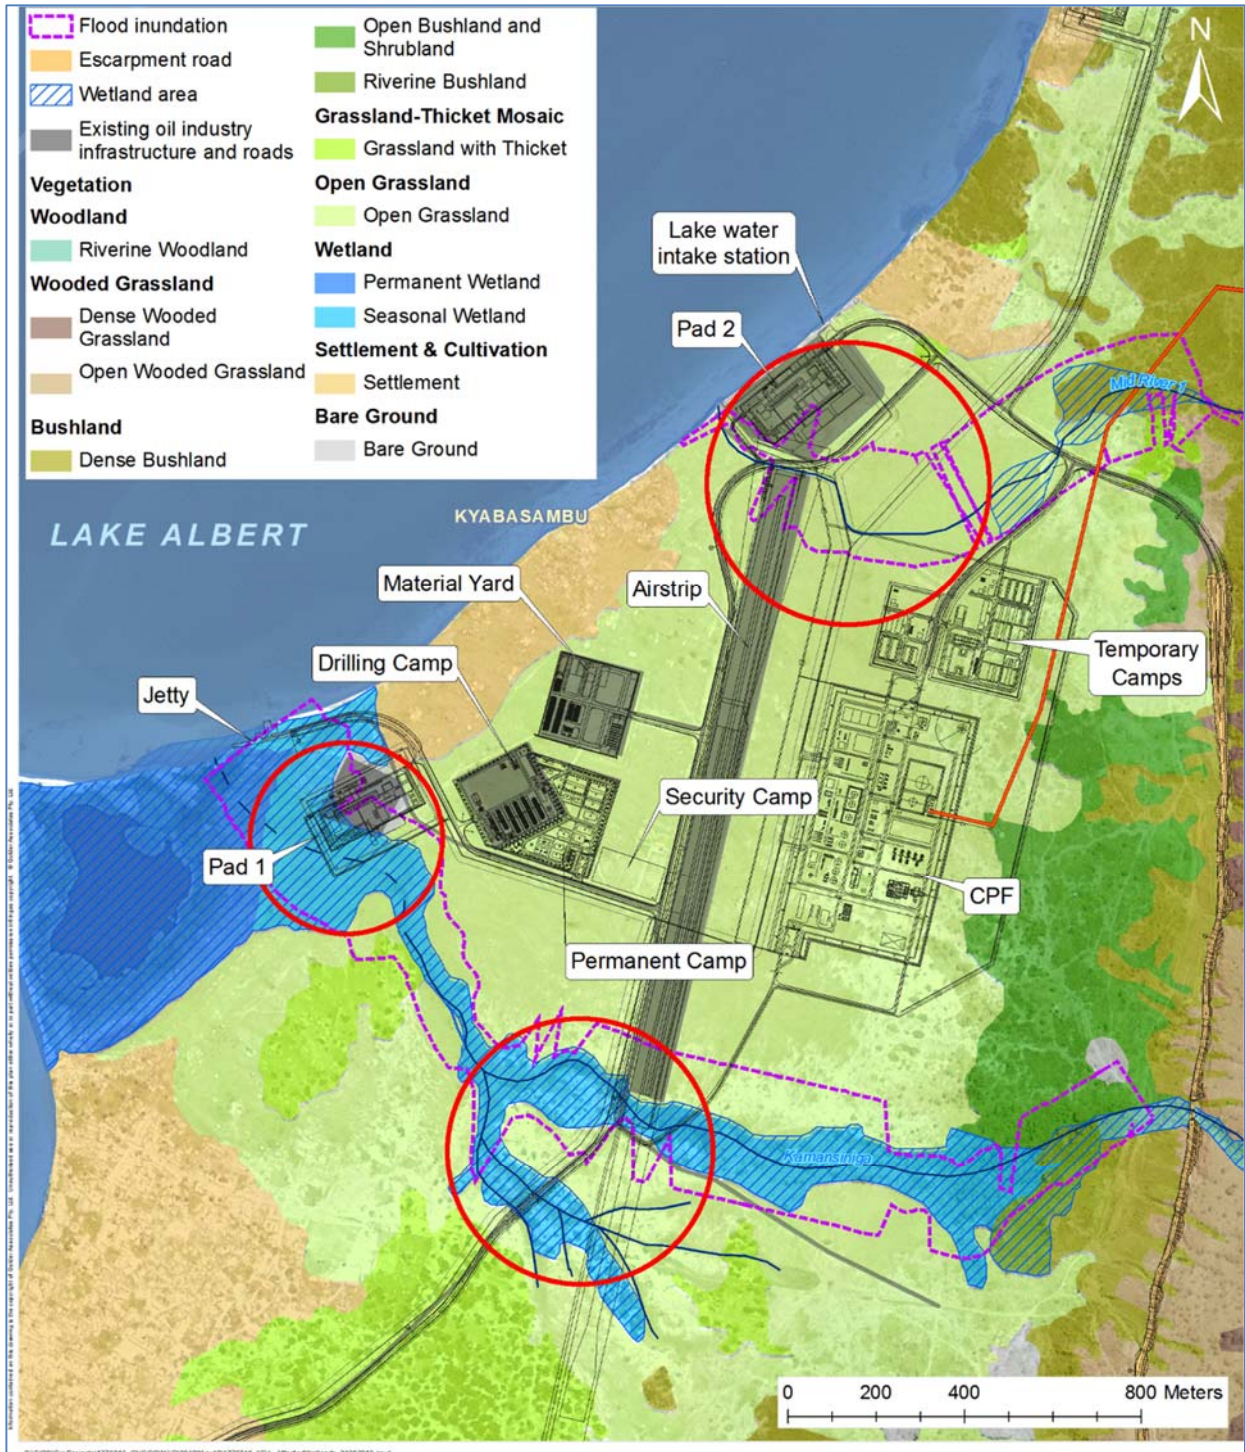 Flood inundation
Escarpment road
Wetland area
Existing oil industry
infrastructure and roads
Vegetation
Woodland
Riverine Woodland
Wooded Grassland
Dense Wooded
Grassland
Open Wooded Grassland
Bushland
Dense Bushland
Open Bushland and
Shrubland
Riverine Bushland
Grassland-Thicket Mosaic
Grassland with Thicket
Open Grassland
Open Grassland
Wetland
Permanent Wetland
Seasonal Wetland
Settlement & Cultivation
Settlement
Bare Ground
Bare Ground
N
Lake water
intake station
Pad 2
Mid River 1
LAKE ALBERT
KYABASAMBU
Material Yard
Airstrip
Drilling Camp
Temporary
Camps
Jetty
Security Camp
Pad 1
CPF
Permanent Camp
Kamansiniga
0 200 400 800 Meters